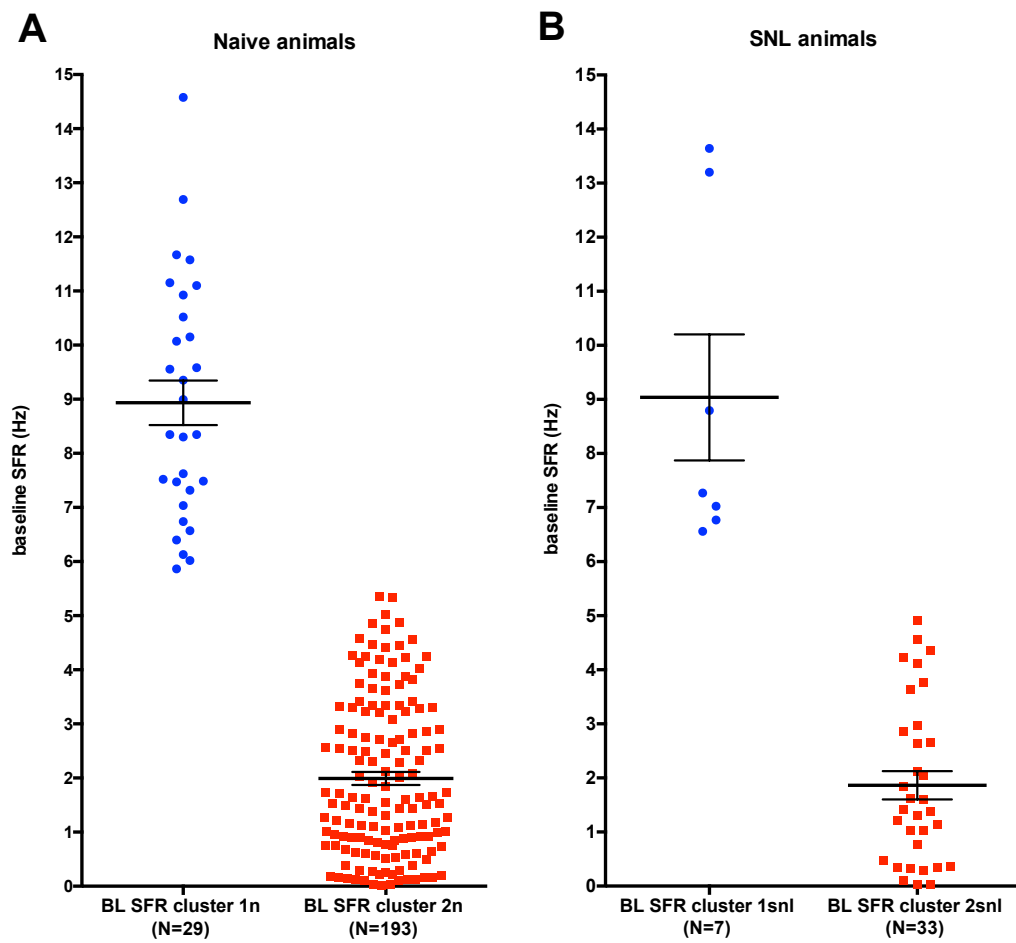 A
Naive animals
15
14
13
12
11
10
9
8
7
6
5
4
3
2
1
0
baseline SFR (Hz)
BL SFR cluster 1n
(N=29)
BL SFR cluster 2n
(N=193)
B
SNL animals
15
14
13
12
11
10
9
8
7
6
5
4
3
2
1
0
baseline SFR (Hz)
BL SFR cluster 1snl
(N=7)
BL SFR cluster 2snl
(N=33)